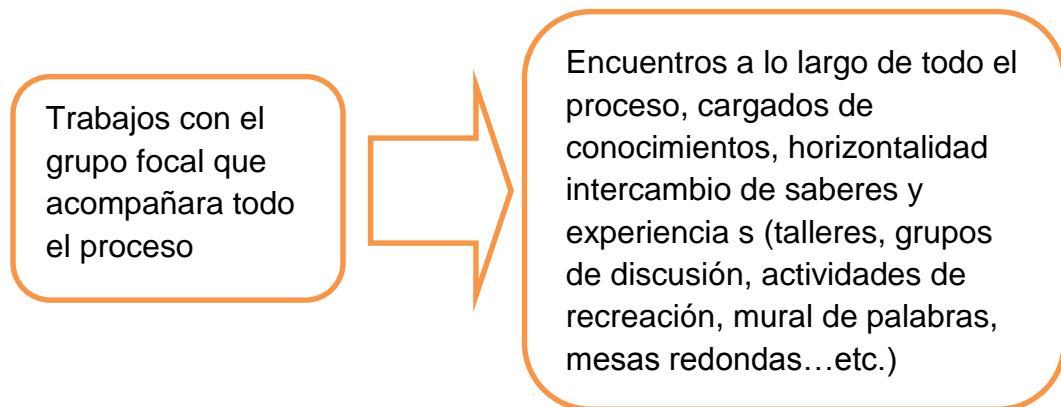 Trabajos con el
grupo focal que
acompañara todo
el proceso
Encuentros a lo largo de todo el
proceso, cargados de
conocimientos, horizontalidad
intercambio de saberes y
experiencia s (talleres, grupos
de discusión, actividades de
recreación, mural de palabras,
mesas redondas…etc.)